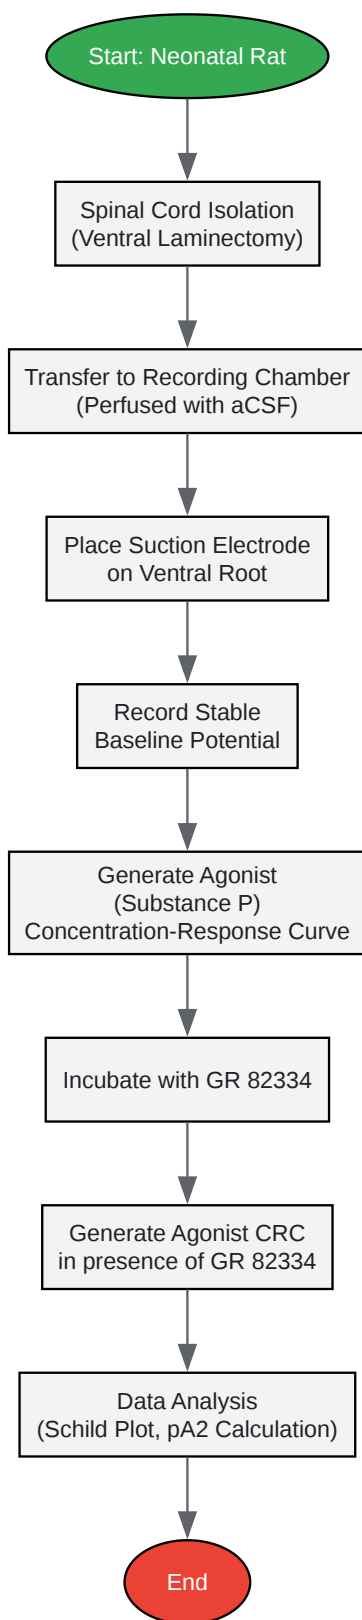 Start: Neonatal Rat
Spinal Cord Isolation
(Ventral Laminectomy)
Transfer to Recording Chamber
(Perfused with aCSF)
Place Suction Electrode
on Ventral Root
Record Stable
Baseline Potential
Generate Agonist
(Substance P)
Concentration-Response Curve
Incubate with GR 82334
Generate Agonist CRC
in presence of GR 82334
Data Analysis
(Schild Plot, pA2 Calculation)
End